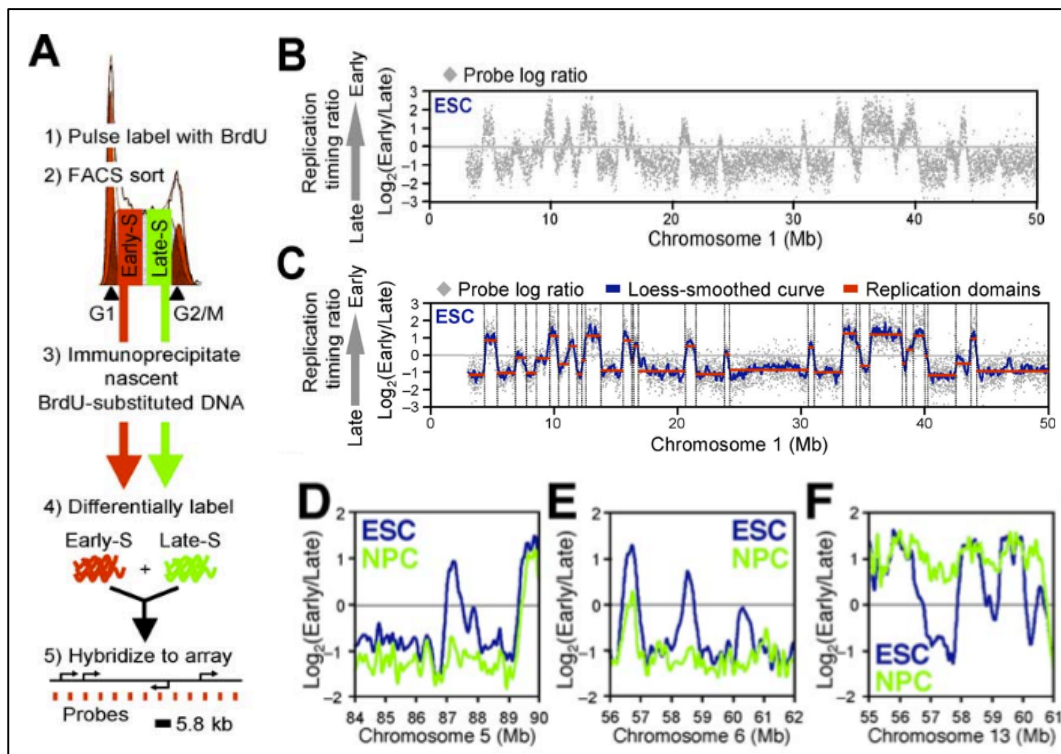 A
1) Pulse label with BrdU
2) FACS sort
Early-S
Late-S
G1
G2/M
3) Immunoprecipitate
nascent
BrdU-substituted DNA
4) Differentially label
Early-S
Late-S
+
5) Hybridize to array
Probes
5.8 kb
B
Probe log ratio
ESC
Replication
timing ratio
Late
Early
Log2(Early/Late)
3
2
1
0
−1
−2
−3
0 10 20 30 40 50
Chromosome 1 (Mb)
C
Probe log ratio Loess-smoothed curve Replication domains
ESC
Replication
timing ratio
Late
Early
Log2(Early/Late)
3
2
1
0
−1
−2
−3
0 10 20 30 40 50
Chromosome 1 (Mb)
D
ESC
NPC
Log2(Early/Late)
2
1
0
−1
−2
84 85 86 87 88 89 90
Chromosome 5 (Mb)
E
ESC
NPC
Log2(Early/Late)
2
1
0
−1
−2
56 57 58 59 60 61 62
Chromosome 6 (Mb)
F
ESC
NPC
Log2(Early/Late)
2
1
0
−1
−2
55 56 57 58 59 60 61
Chromosome 13 (Mb)